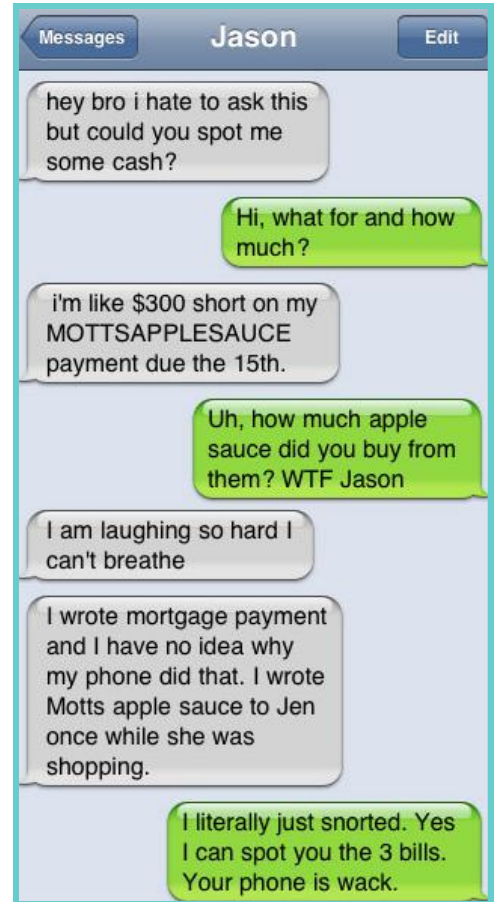 Messages
Jason
Edit
hey bro i hate to ask this
but could you spot me
some cash?
Hi, what for and how
much?
i'm like $300 short on my
MOTTSAPPLESAUCE
payment due the 15th.
Uh, how much apple
sauce did you buy from
them? WTF Jason
I am laughing so hard I
can't breathe
I wrote mortgage payment
and I have no idea why
my phone did that. I wrote
Motts apple sauce to Jen
once while she was
shopping.
I literally just snorted. Yes
I can spot you the 3 bills.
Your phone is wack.